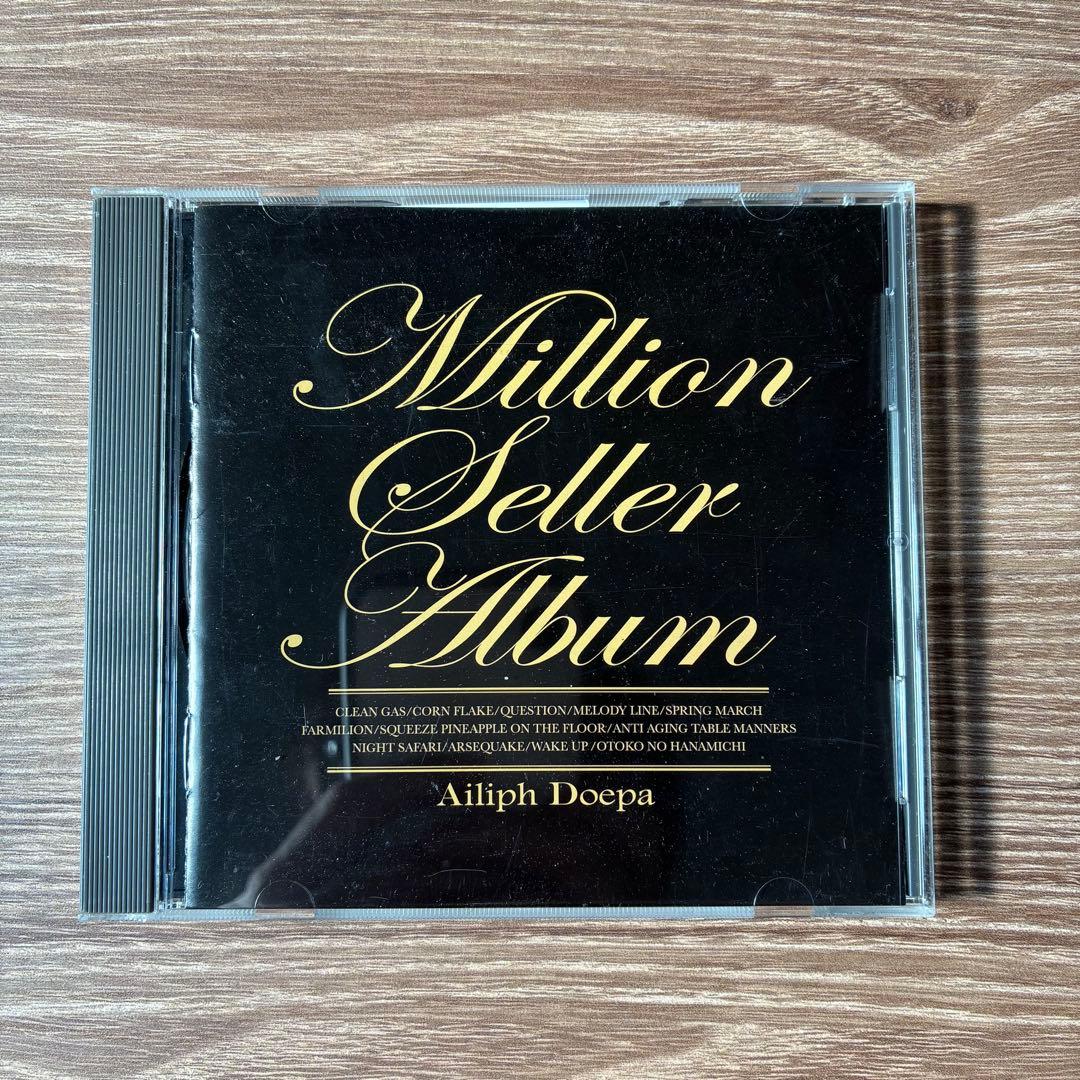 Million
Seller
Album
CLEAN GAS/CORN FLAKE/QUESTION/MELODY LINE/SPRING MARCH
FARMILION/SQUEEZE PINEAPPLE ON THE FLOOR/ANTI AGING TABLE MANNERS
NIGHT SAFARI/ARSEQUAKE/WAKE UP/OTOKO NO HANAMICHI
Ailiph Doepa